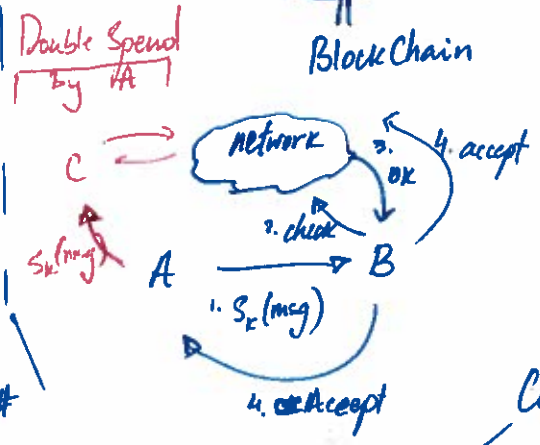 Double Spend
by A
BlockChain
network
3.
OK
4. accept
C
2. check
Sk(msg)
A
B
1. Sk(msg)
4. Accept
#
C